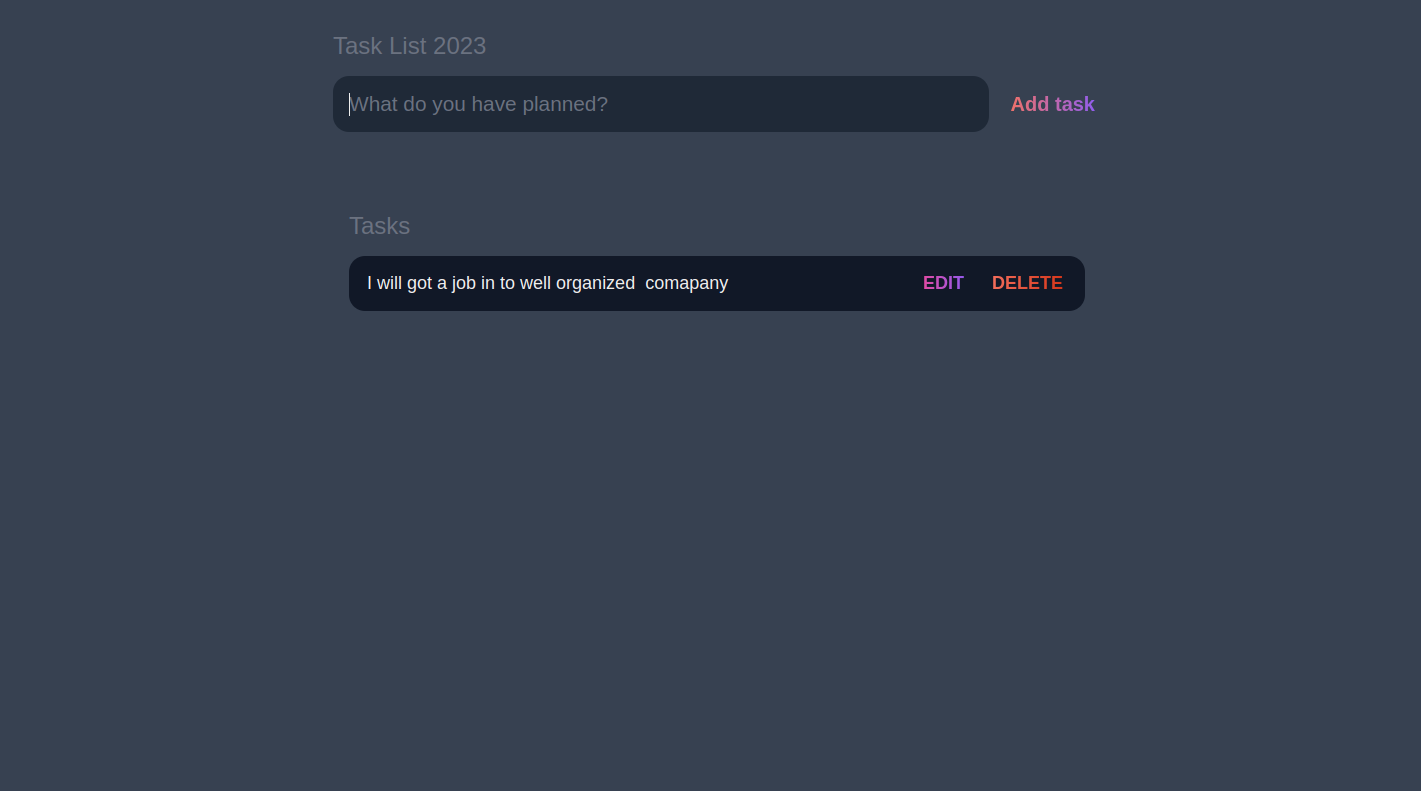 Task List 2023
What do you have planned? Add task
Tasks
I will got a job in to well organized  comapany EDIT DELETE